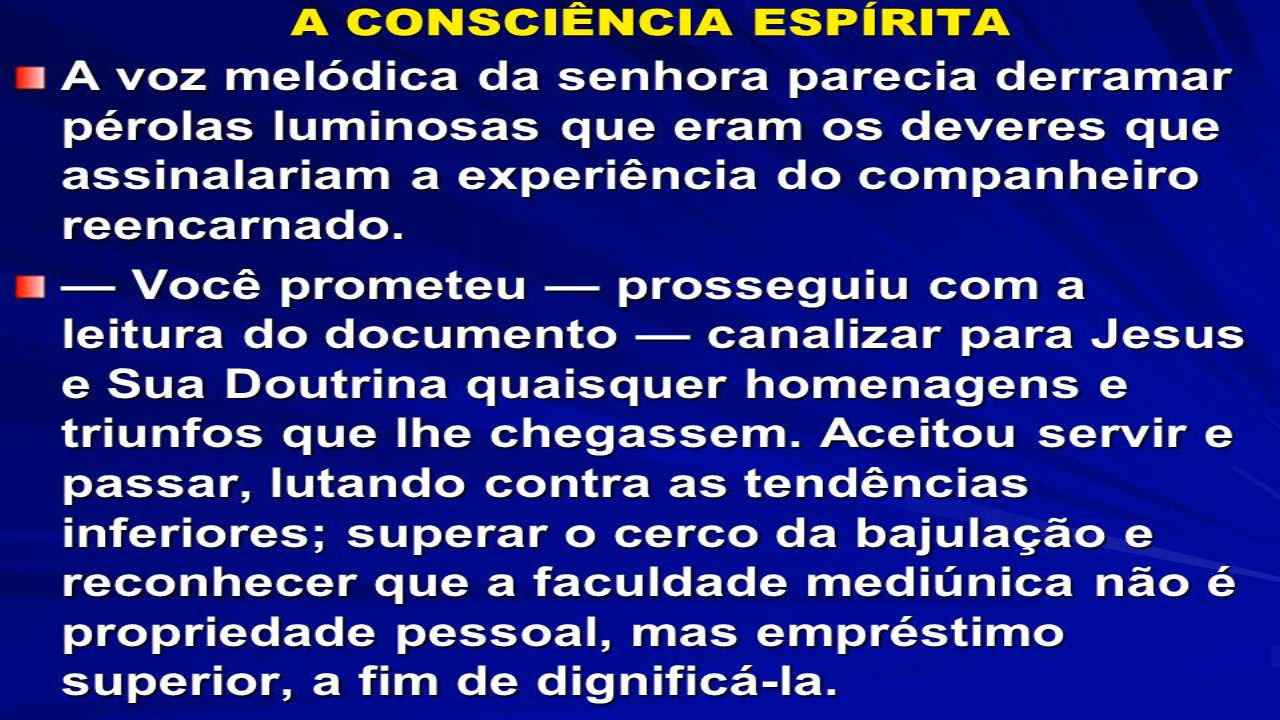 A CONSCIÊNCIA ESPÍRITA
A voz melódica da senhora parecia derramar
pérolas luminosas que eram os deveres que
assinalariam a experiência do companheiro
reencarnado.
— Você prometeu — prosseguiu com a
leitura do documento — canalizar para Jesus
e Sua Doutrina quaisquer homenagens e
triunfos que lhe chegassem. Aceitou servir e
passar, lutando contra as tendências
inferiores; superar o cerco da bajulação e
reconhecer que a faculdade mediúnica não é
propriedade pessoal, mas empréstimo
superior, a fim de dignificá-la.